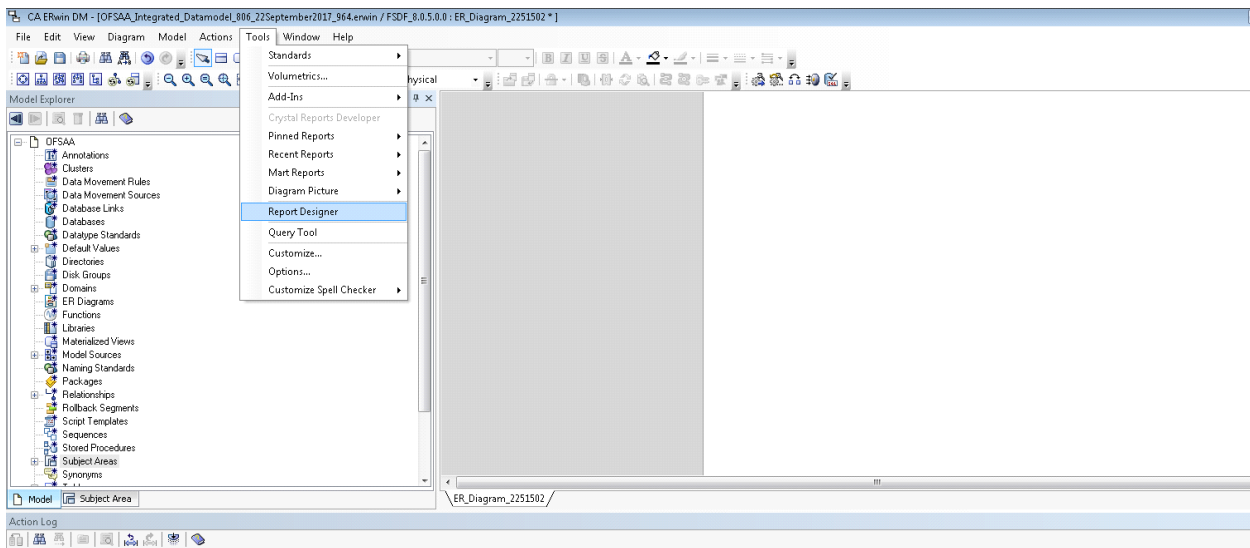 CA ERwin DM - [OFSAA_Integrated_Datamodel_806_22September2017_964.erwin / FSDF_8.0.5.0.0 : ER_Diagram_2251502 * ]
File Edit View Diagram Model Actions Tools Window Help
Standards
Volumetrics...
Add-Ins
Crystal Reports Developer
Pinned Reports
Recent Reports
Mart Reports
Diagram Picture
Report Designer
Query Tool
Customize...
Options...
Customize Spell Checker
B I U S A
hysical
Model Explorer
OFSAA
Annotations
Clusters
Data Movement Rules
Data Movement Sources
Database Links
Databases
Datatype Standards
Default Values
Directories
Disk Groups
Domains
ER Diagrams
Functions
Libraries
Materialized Views
Model Sources
Naming Standards
Packages
Relationships
Rollback Segments
Script Templates
Sequences
Stored Procedures
Subject Areas
Synonyms
Model Subject Area
ER_Diagram_2251502
Action Log